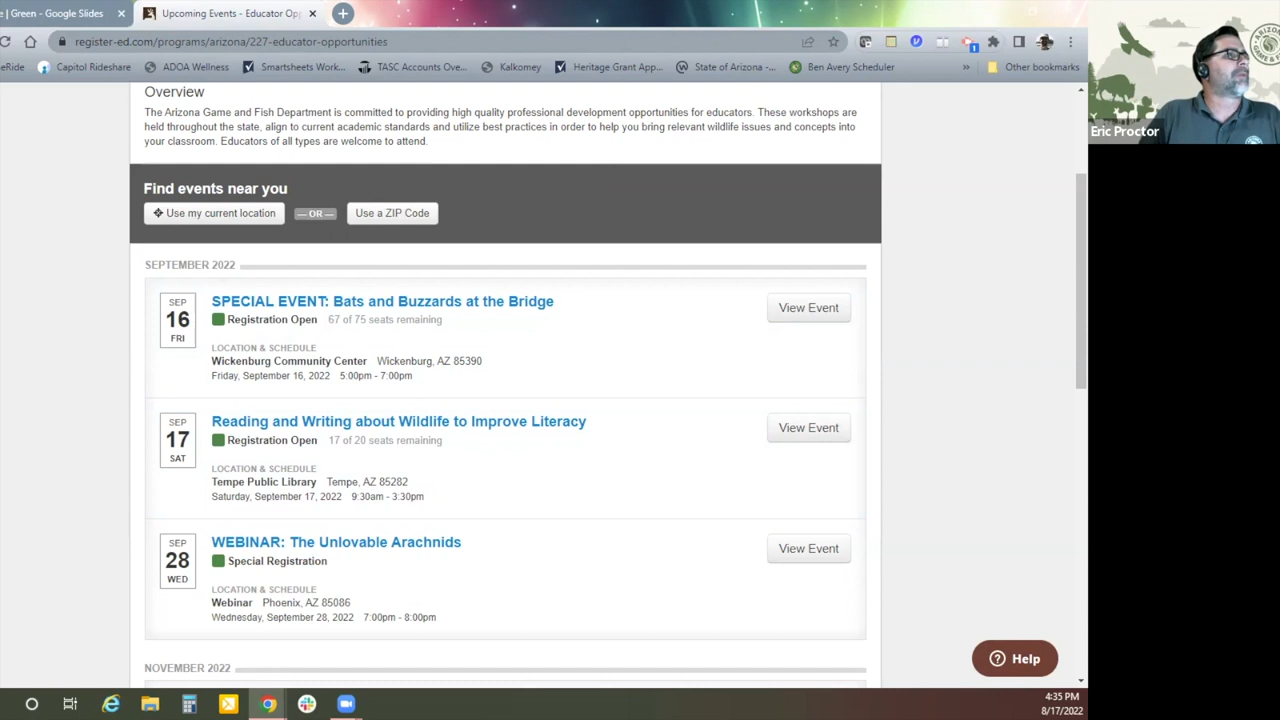 e | Green - Google Slides
Upcoming Events - Educator Opp
register-ed.com/programs/arizona/227-educator-opportunities
eRide
Capitol Rideshare
ADOA Wellness
Smartsheets Work...
TASC Accounts Ove...
Kalkomey
Heritage Grant App...
State of Arizona -...
Ben Avery Scheduler
»
Other bookmarks
Eric Proctor
Overview
The Arizona Game and Fish Department is committed to providing high quality professional development opportunities for educators. These workshops are
held throughout the state, align to current academic standards and utilize best practices in order to help you bring relevant wildlife issues and concepts into
your classroom. Educators of all types are welcome to attend.
Find events near you
Use my current location
— OR —
Use a ZIP Code
SEPTEMBER 2022
SEP
16
FRI
SPECIAL EVENT: Bats and Buzzards at the Bridge
Registration Open 67 of 75 seats remaining
LOCATION & SCHEDULE
Wickenburg Community Center Wickenburg, AZ 85390
Friday, September 16, 2022 5:00pm - 7:00pm
View Event
SEP
17
SAT
Reading and Writing about Wildlife to Improve Literacy
Registration Open 17 of 20 seats remaining
LOCATION & SCHEDULE
Tempe Public Library Tempe, AZ 85282
Saturday, September 17, 2022 9:30am - 3:30pm
View Event
SEP
28
WED
WEBINAR: The Unlovable Arachnids
Special Registration
LOCATION & SCHEDULE
Webinar Phoenix, AZ 85086
Wednesday, September 28, 2022 7:00pm - 8:00pm
View Event
NOVEMBER 2022
Help
4:35 PM
8/17/2022